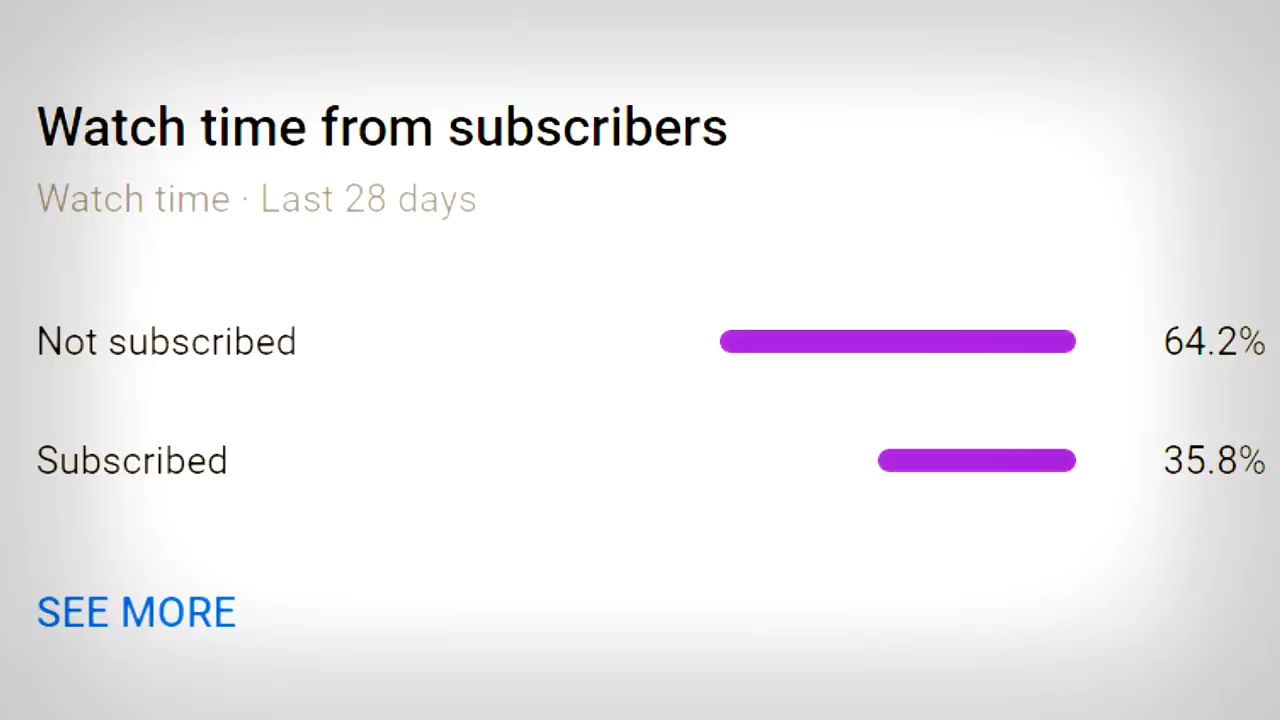 Watch time from subscribers
Watch time · Last 28 days
Not subscribed 64.2%
Subscribed 35.8%
SEE MORE